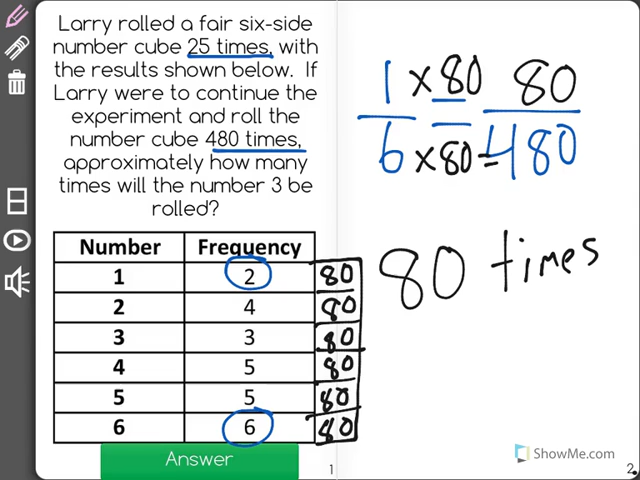 Larry rolled a fair six-side
number cube 25 times, with
the results shown below. If
Larry were to continue the
experiment and roll the
number cube 480 times,
approximately how many
times will the number 3 be
rolled?
Number Frequency
1 2 80
2 4 80
3 3 80
4 5 80
5 5 80
6 6 80
Answer
1
1 × 80 80
6 × 80 = 480
80 times
ShowMe.com
2